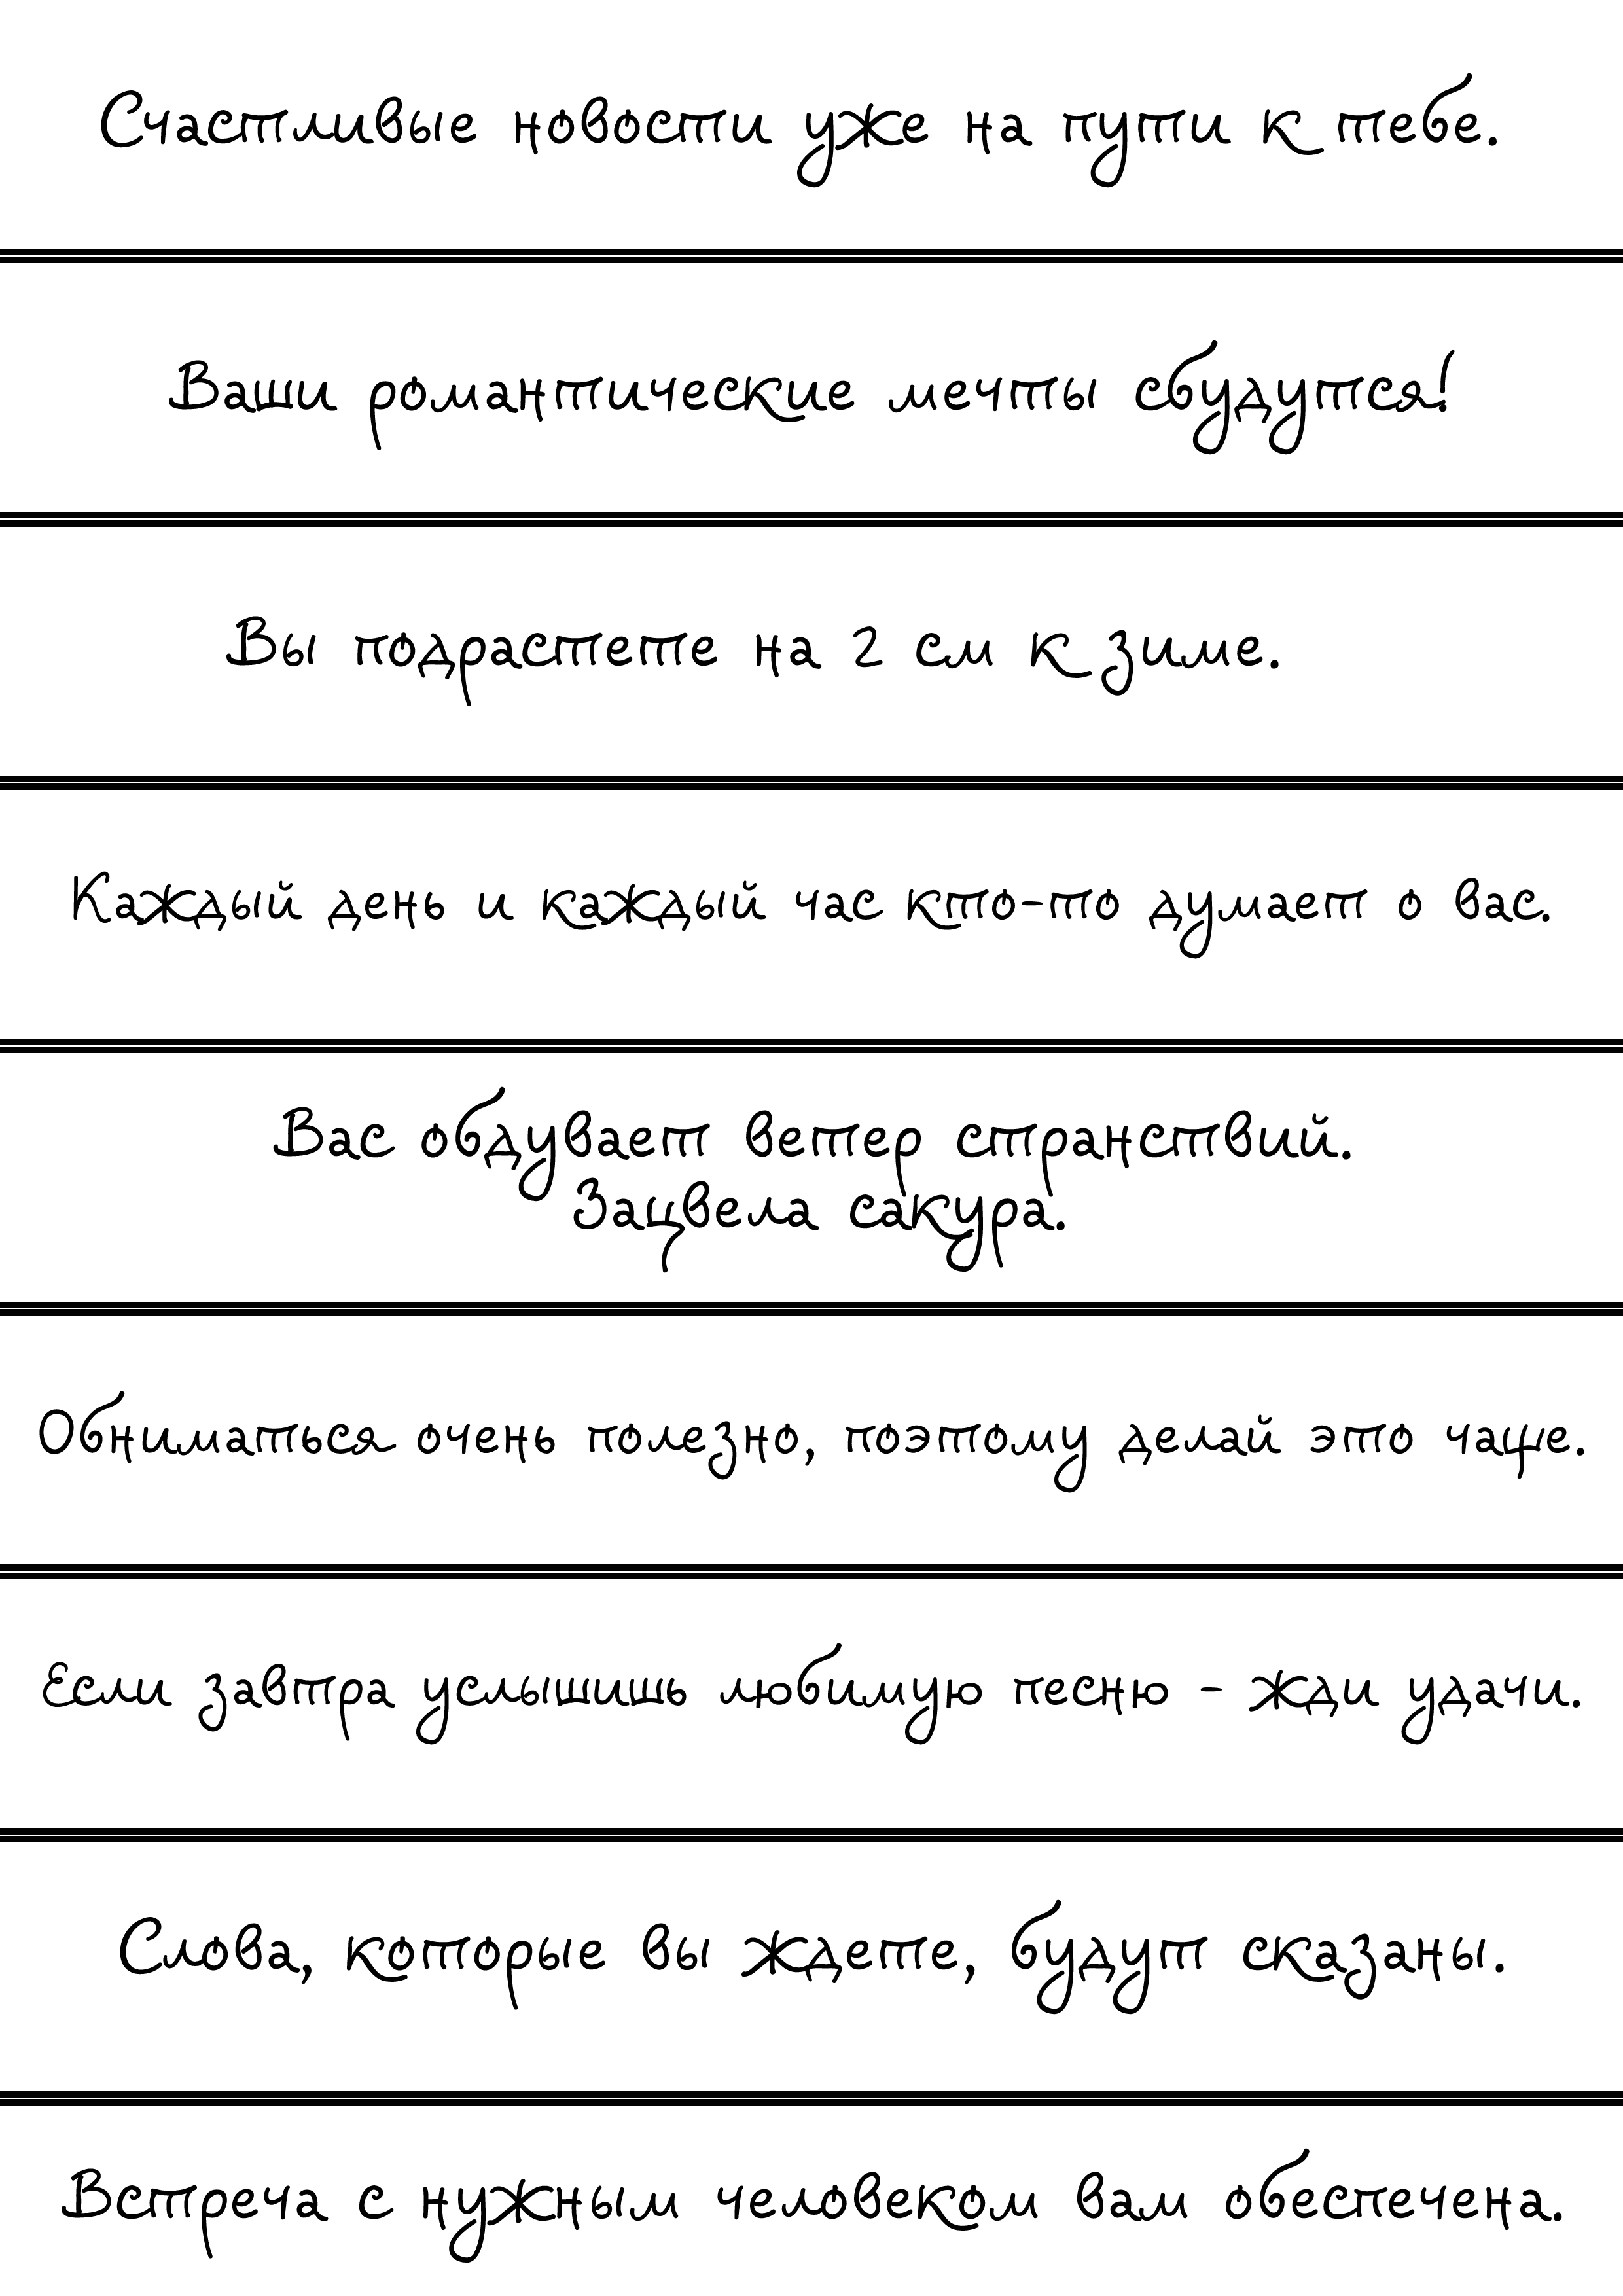 Счастливые новости уже на пути к тебе.
Ваши романтические мечты сбудутся!
Вы подрастете на 2 см к зиме.
Каждый день и каждый час кто-то думает о вас.
Вас обдувает ветер странствий.
Зацвела сакура.
Обниматься очень полезно, поэтому делай это чаще.
Если завтра услышишь любимую песню - жди удачи.
Слова, которые вы ждете, будут сказаны.
Встреча с нужным человеком вам обеспечена.